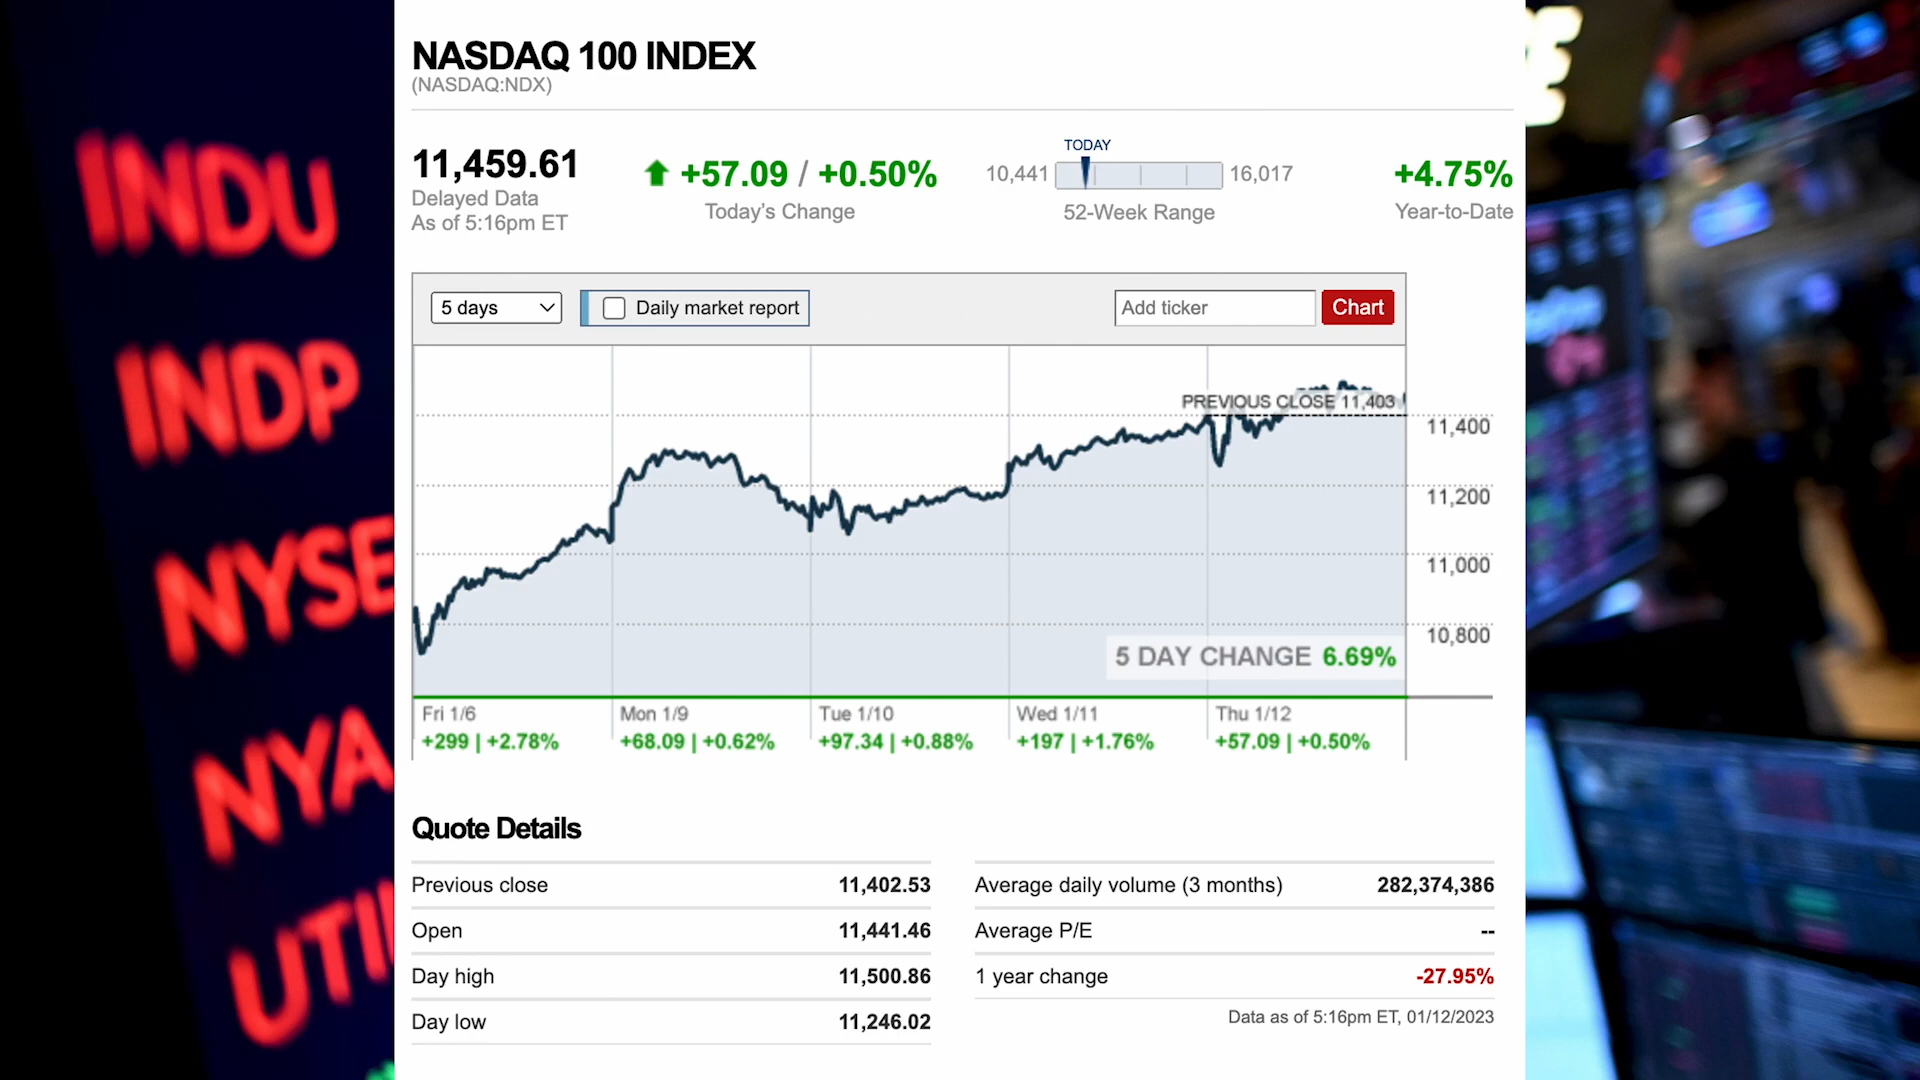 INDU
INDP
NYSE
NYA
UTI
NASDAQ 100 INDEX
(NASDAQ:NDX)
11,459.61
Delayed Data
As of 5:16pm ET
+57.09 / +0.50%
Today's Change
TODAY
10,441
16,017
52-Week Range
+4.75%
Year-to-Date
5 days
Daily market report
Add ticker
Chart
PREVIOUS CLOSE 11,403
11,400
11,200
11,000
10,800
5 DAY CHANGE 6.69%
Fri 1/6
+299 | +2.78%
Mon 1/9
+68.09 | +0.62%
Tue 1/10
+97.34 | +0.88%
Wed 1/11
+197 | +1.76%
Thu 1/12
+57.09 | +0.50%
Quote Details
Previous close 11,402.53
Open 11,441.46
Day high 11,500.86
Day low 11,246.02
Average daily volume (3 months) 282,374,386
Average P/E --
1 year change -27.95%
Data as of 5:16pm ET, 01/12/2023